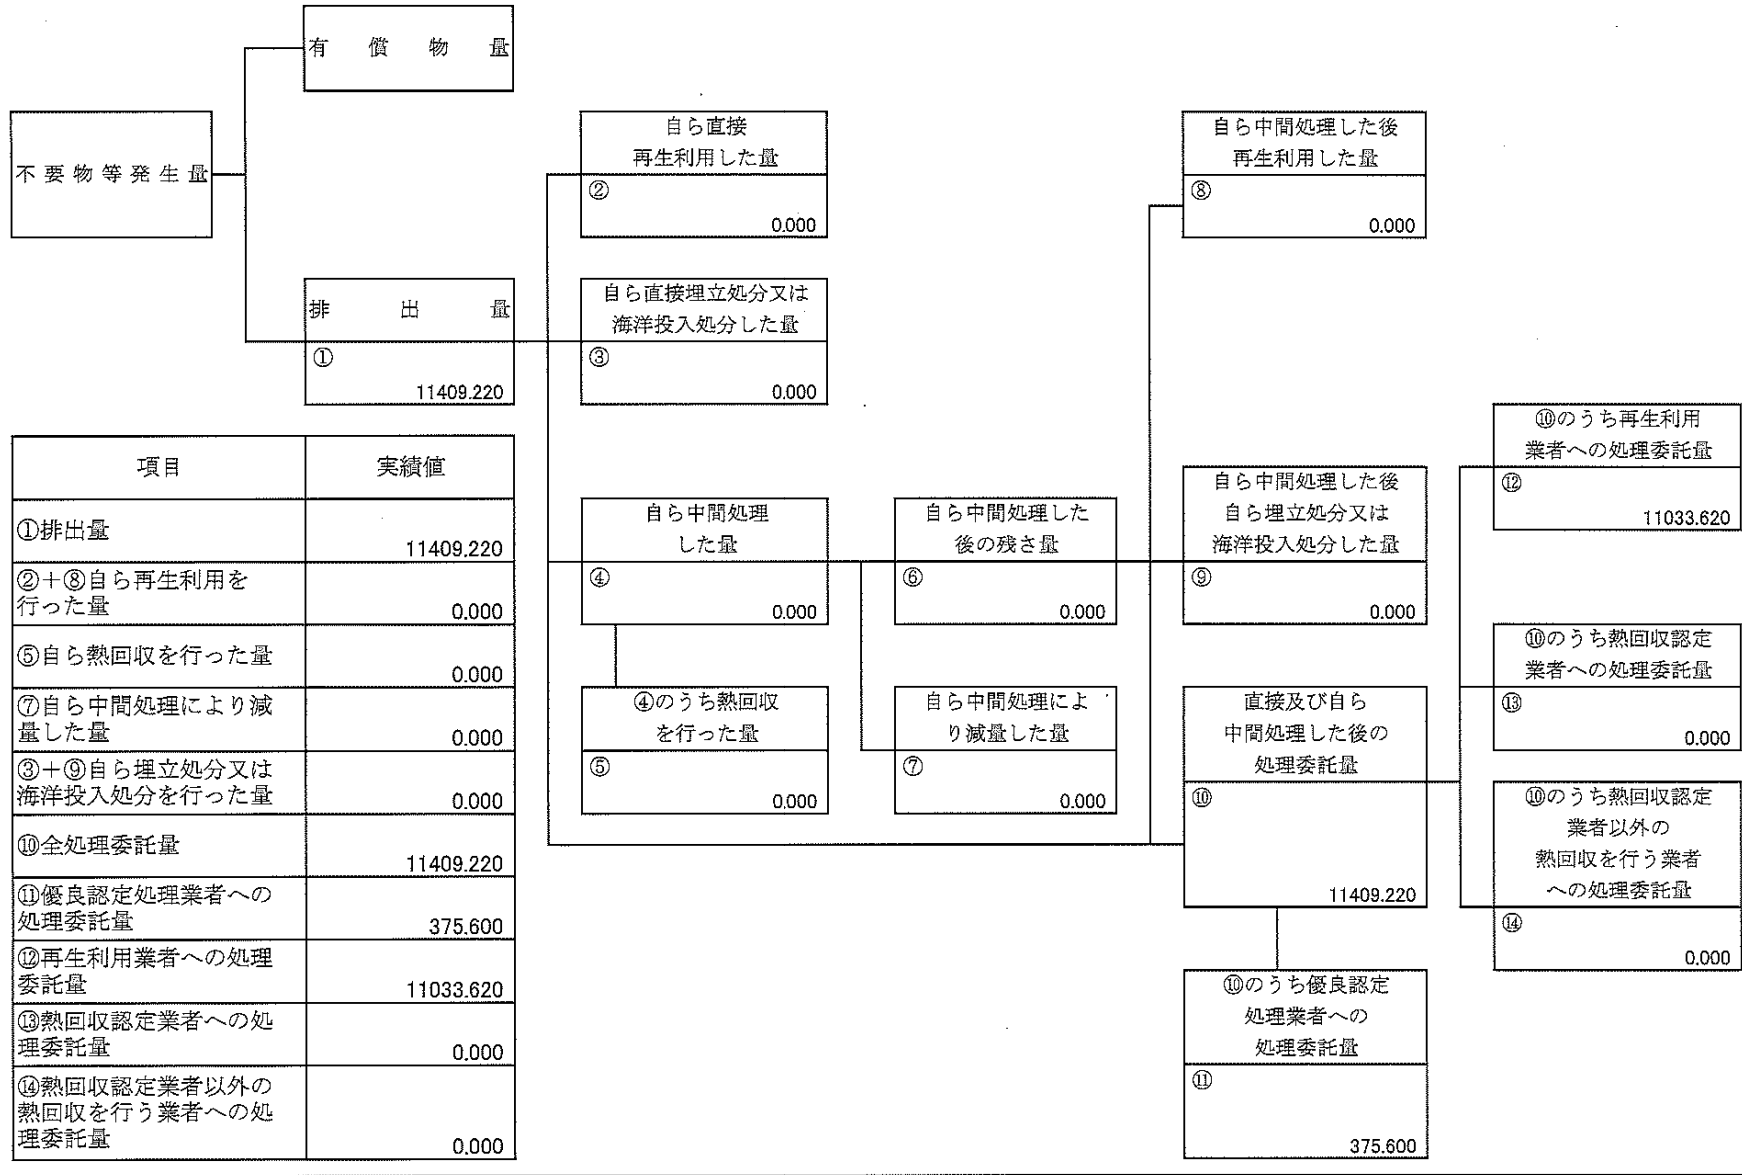 有償物量
不要物等発生量
排出量
①
11409.220
自ら直接
再生利用した量
②
0.000
自ら直接埋立処分又は
海洋投入処分した量
③
0.000
自ら中間処理した後
再生利用した量
⑧
0.000
項目 実績値
①排出量
11409.220
②＋⑧自ら再生利用を
行った量
0.000
⑤自ら熱回収を行った量
0.000
⑦自ら中間処理により減
量した量
0.000
③＋⑨自ら埋立処分又は
海洋投入処分を行った量
0.000
⑩全処理委託量
11409.220
⑪優良認定処理業者への
処理委託量
375.600
⑫再生利用業者への処理
委託量
11033.620
⑬熱回収認定業者への処
理委託量
0.000
⑭熱回収認定業者以外の
熱回収を行う業者への処
理委託量
0.000
自ら中間処理
した量
④
0.000
④のうち熱回収
を行った量
⑤
0.000
自ら中間処理した
後の残さ量
⑥
0.000
自ら中間処理によ
り減量した量
⑦
0.000
自ら中間処理した後
自ら埋立処分又は
海洋投入処分した量
⑨
0.000
直接及び自ら
中間処理した後の
処理委託量
⑩
11409.220
⑩のうち優良認定
処理業者への
処理委託量
⑪
375.600
⑩のうち再生利用
業者への処理委託量
⑫
11033.620
⑩のうち熱回収認定
業者への処理委託量
⑬
0.000
⑩のうち熱回収認定
業者以外の
熱回収を行う業者
への処理委託量
⑭
0.000